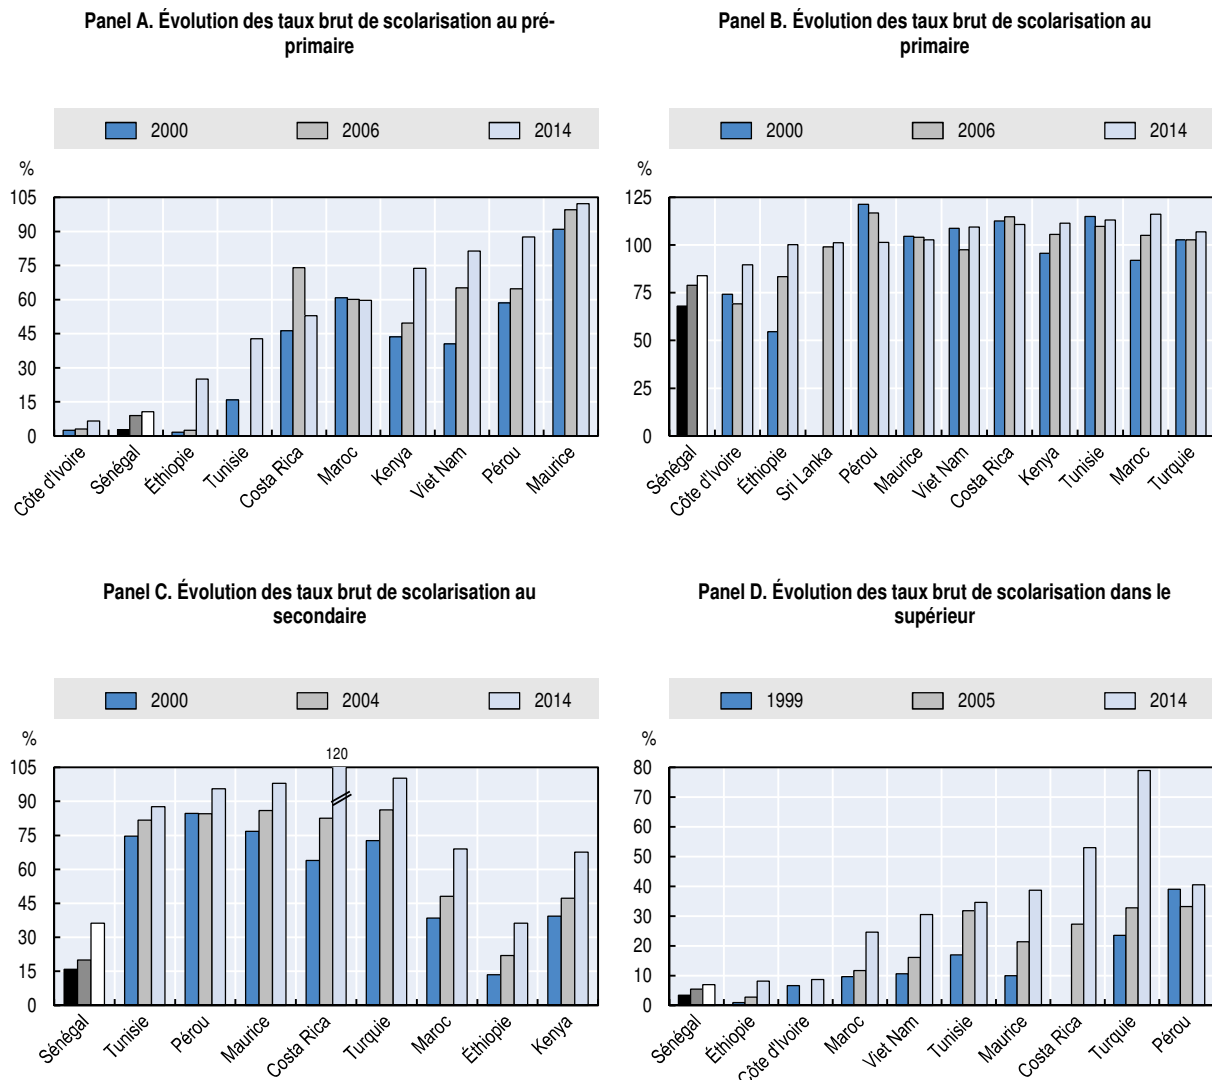 Panel A. Évolution des taux brut de scolarisation au pré-
primaire
2000 2006 2014
%
105
90
75
60
45
30
15
0
Côte d'Ivoire Sénégal Éthiopie Tunisie Costa Rica Maroc Kenya Viet Nam Pérou Maurice
Panel B. Évolution des taux brut de scolarisation au
primaire
2000 2006 2014
%
125
100
75
50
25
0
Sénégal Côte d'Ivoire Éthiopie Sri Lanka Pérou Maurice Viet Nam Costa Rica Kenya Tunisie Maroc Turquie
Panel C. Évolution des taux brut de scolarisation au
secondaire
2000 2004 2014
%
120
105
90
75
60
45
30
15
0
Sénégal Tunisie Pérou Maurice Costa Rica Turquie Maroc Éthiopie Kenya
Panel D. Évolution des taux brut de scolarisation dans le
supérieur
1999 2005 2014
%
80
70
60
50
40
30
20
10
0
Sénégal Éthiopie Côte d'Ivoire Maroc Viet Nam Tunisie Maurice Costa Rica Turquie Pérou